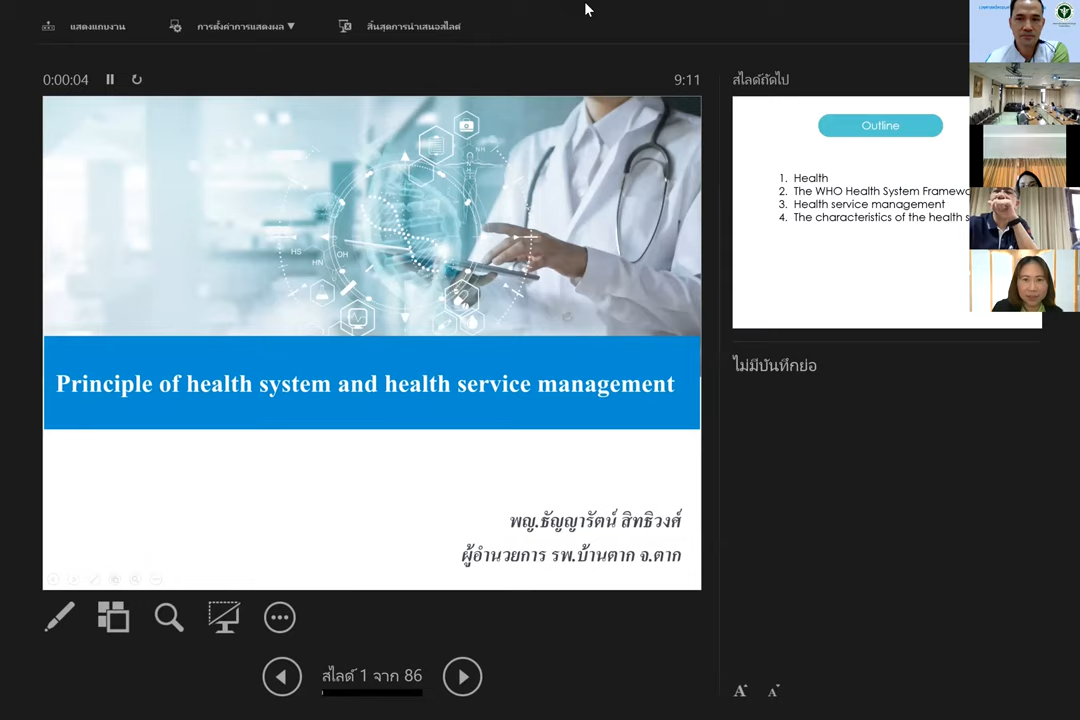 แสดงแถบงาน
การตั้งค่าการแสดงผล ▼
สิ้นสุดการนำเสนอสไลด์
0:00:04
9:11
สไลด์ถัดไป
NH
HS
HN
OH
Principle of health system and health service management
พญ.ธัญญารัตน์ สิทธิวงศ์
ผู้อำนวยการ รพ.บ้านตาก จ.ตาก
Outline
1. Health
2. The WHO Health System Framewo
3. Health service management
4. The characteristics of the health s
ไม่มีบันทึกย่อ
สไลด์ 1 จาก 86
A A